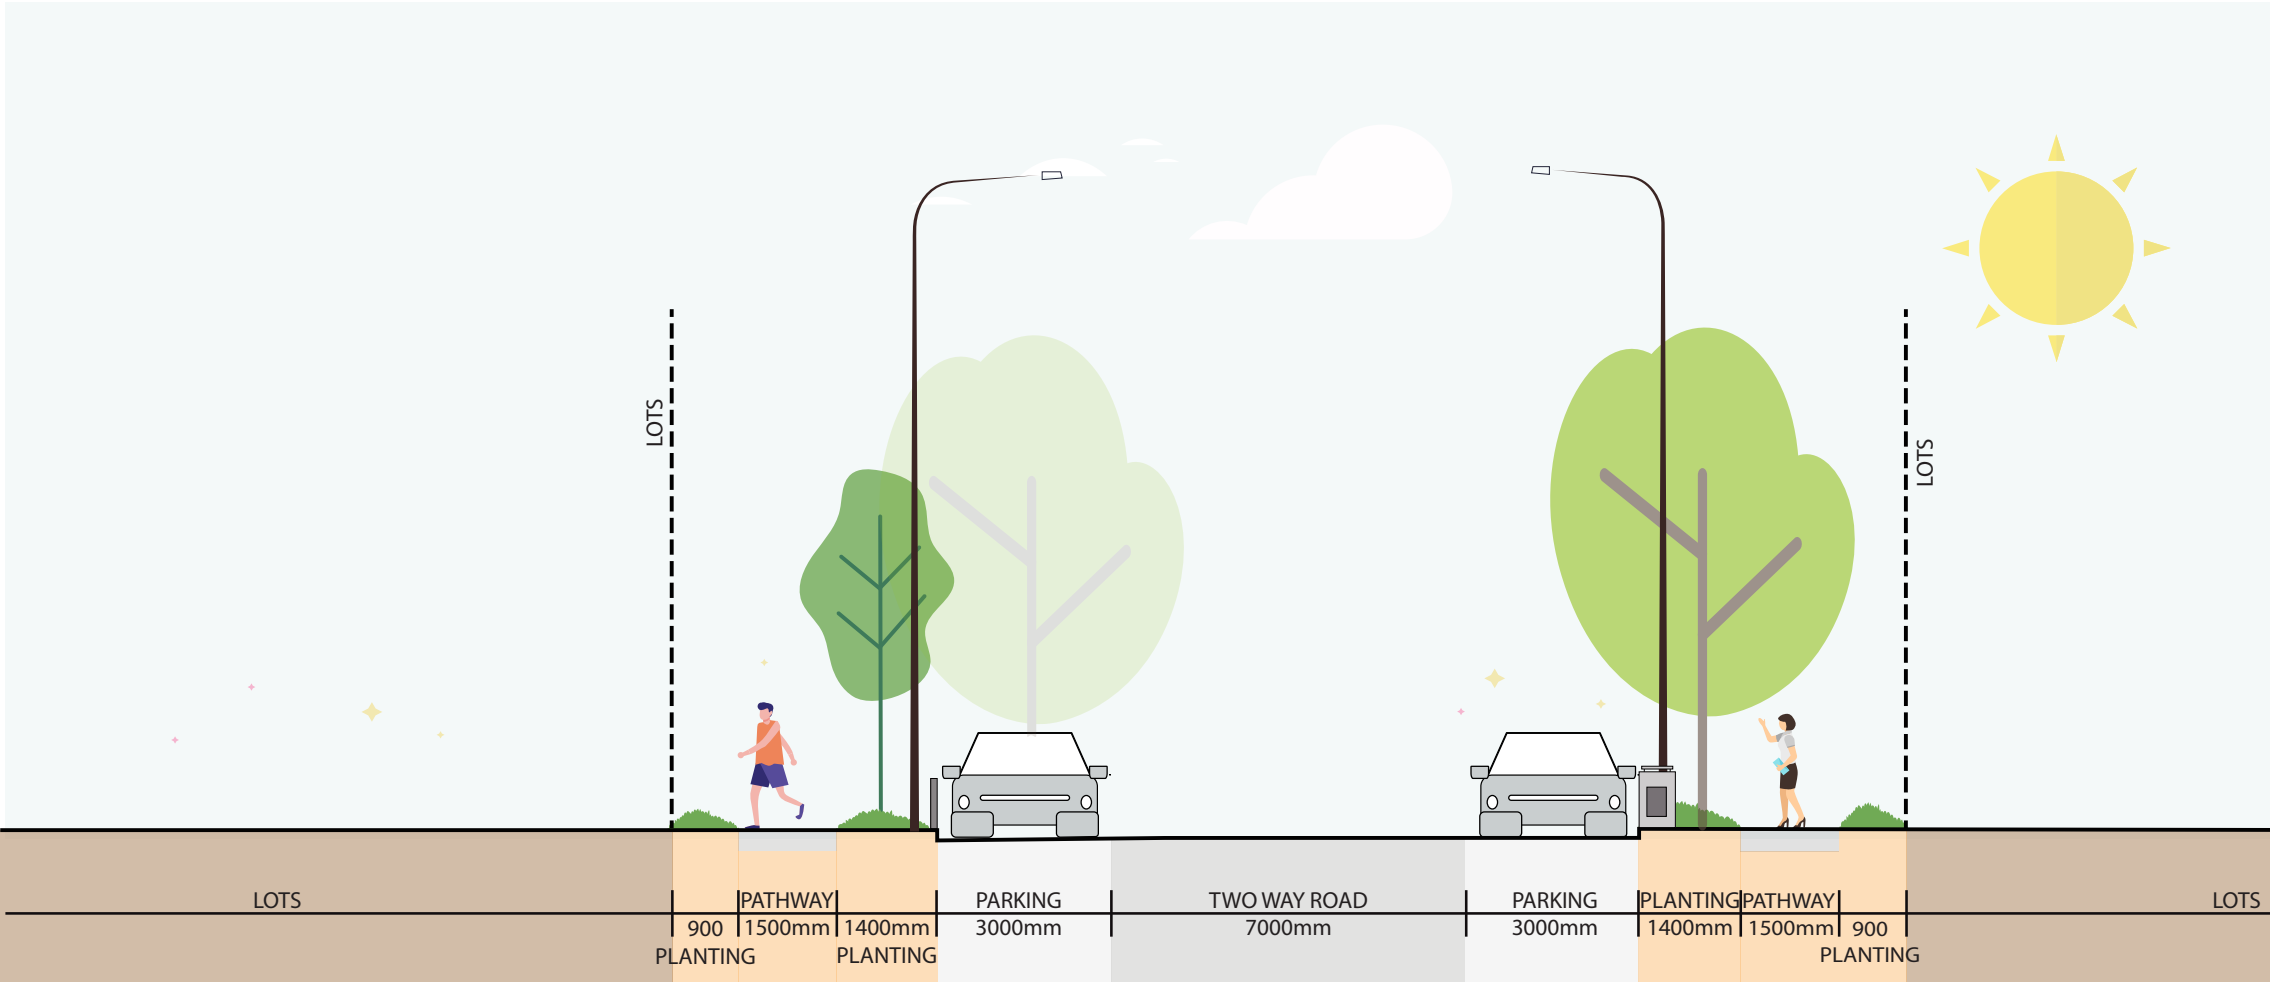 LOTS
LOTS
LOTS PATHWAY PARKING TWO WAY ROAD PARKING PLANTING PATHWAY LOTS
900 1500mm 1400mm 3000mm 7000mm 3000mm 1400mm 1500mm 900
PLANTING PLANTING PLANTING